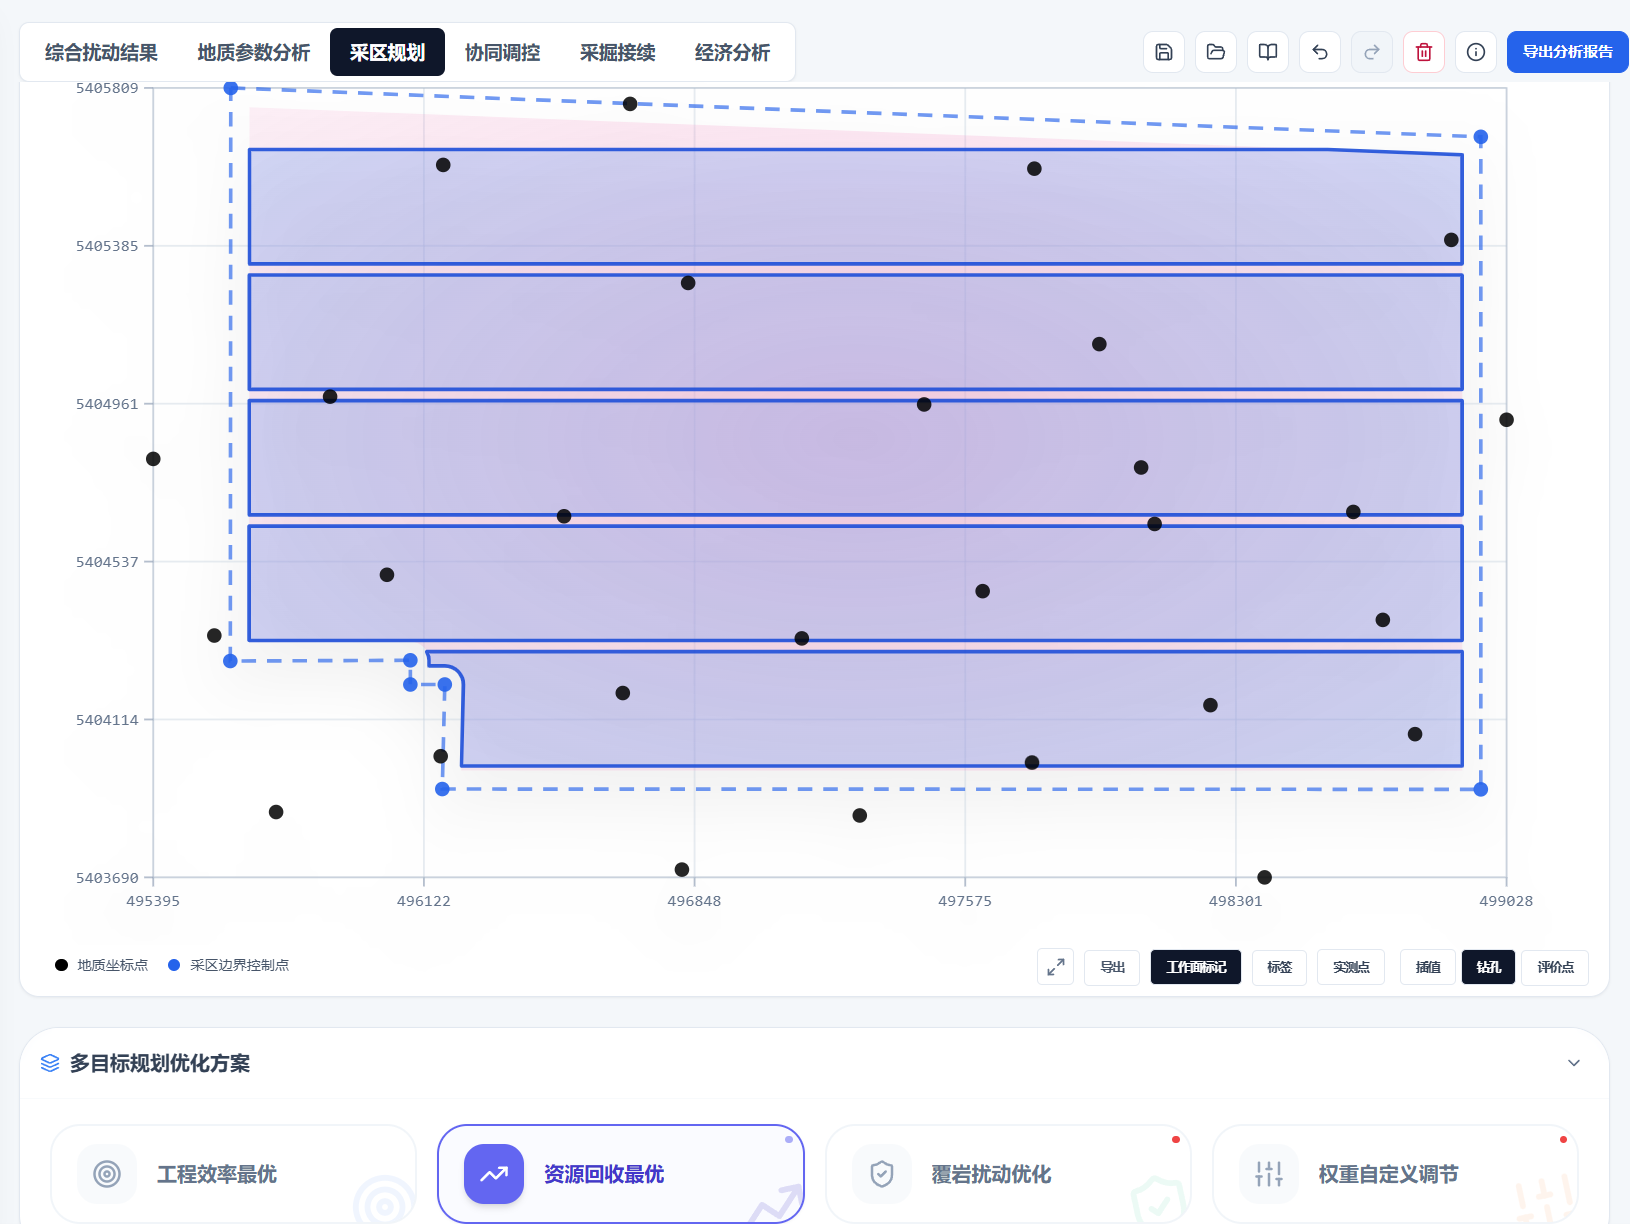 综合扰动结果 地质参数分析 采区规划 协同调控 采掘接续 经济分析 导出分析报告
5405809
5405385
5404961
5404537
5404114
5403690
495395 496122 496848 497575 498301 499028
地质坐标点 采区边界控制点 导出 工作面标记 标签 实测点 插值 钻孔 评价点
多目标规划优化方案
工程效率最优 资源回收最优 覆岩扰动优化 权重自定义调节